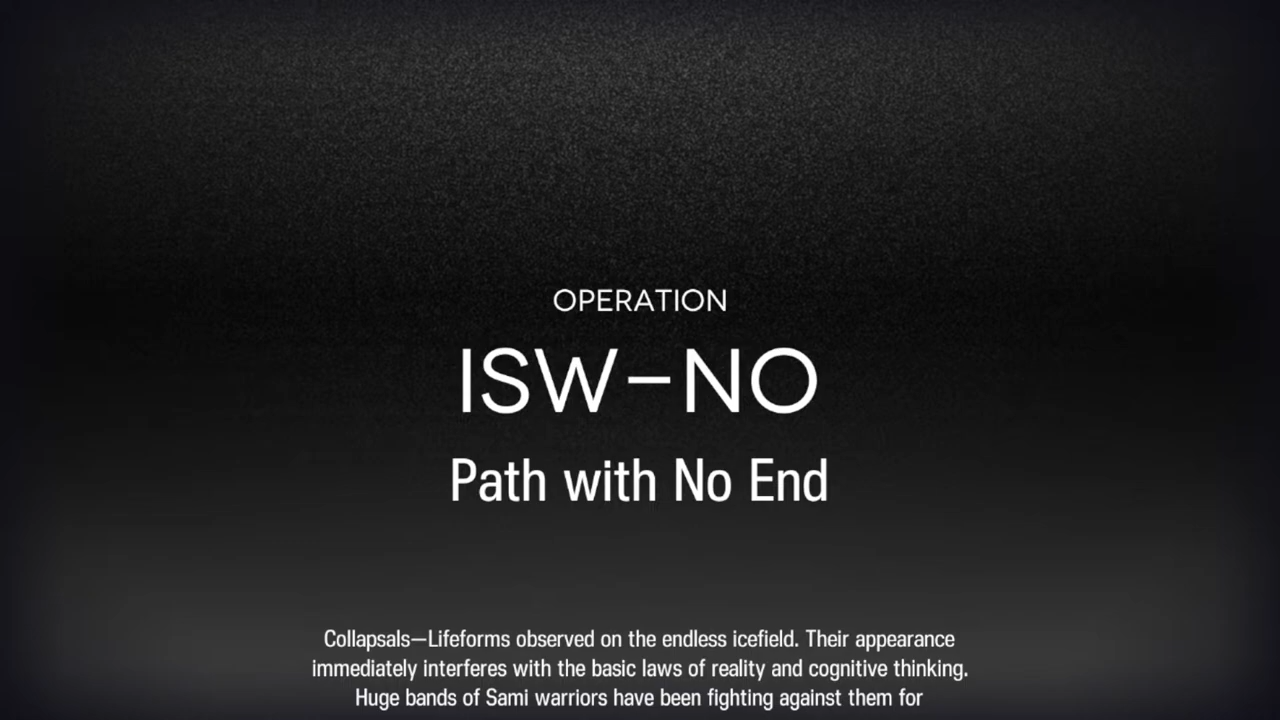 OPERATION
ISW-NO
Path with No End
Collapsals—Lifeforms observed on the endless icefield. Their appearance
immediately interferes with the basic laws of reality and cognitive thinking.
Huge bands of Sami warriors have been fighting against them for